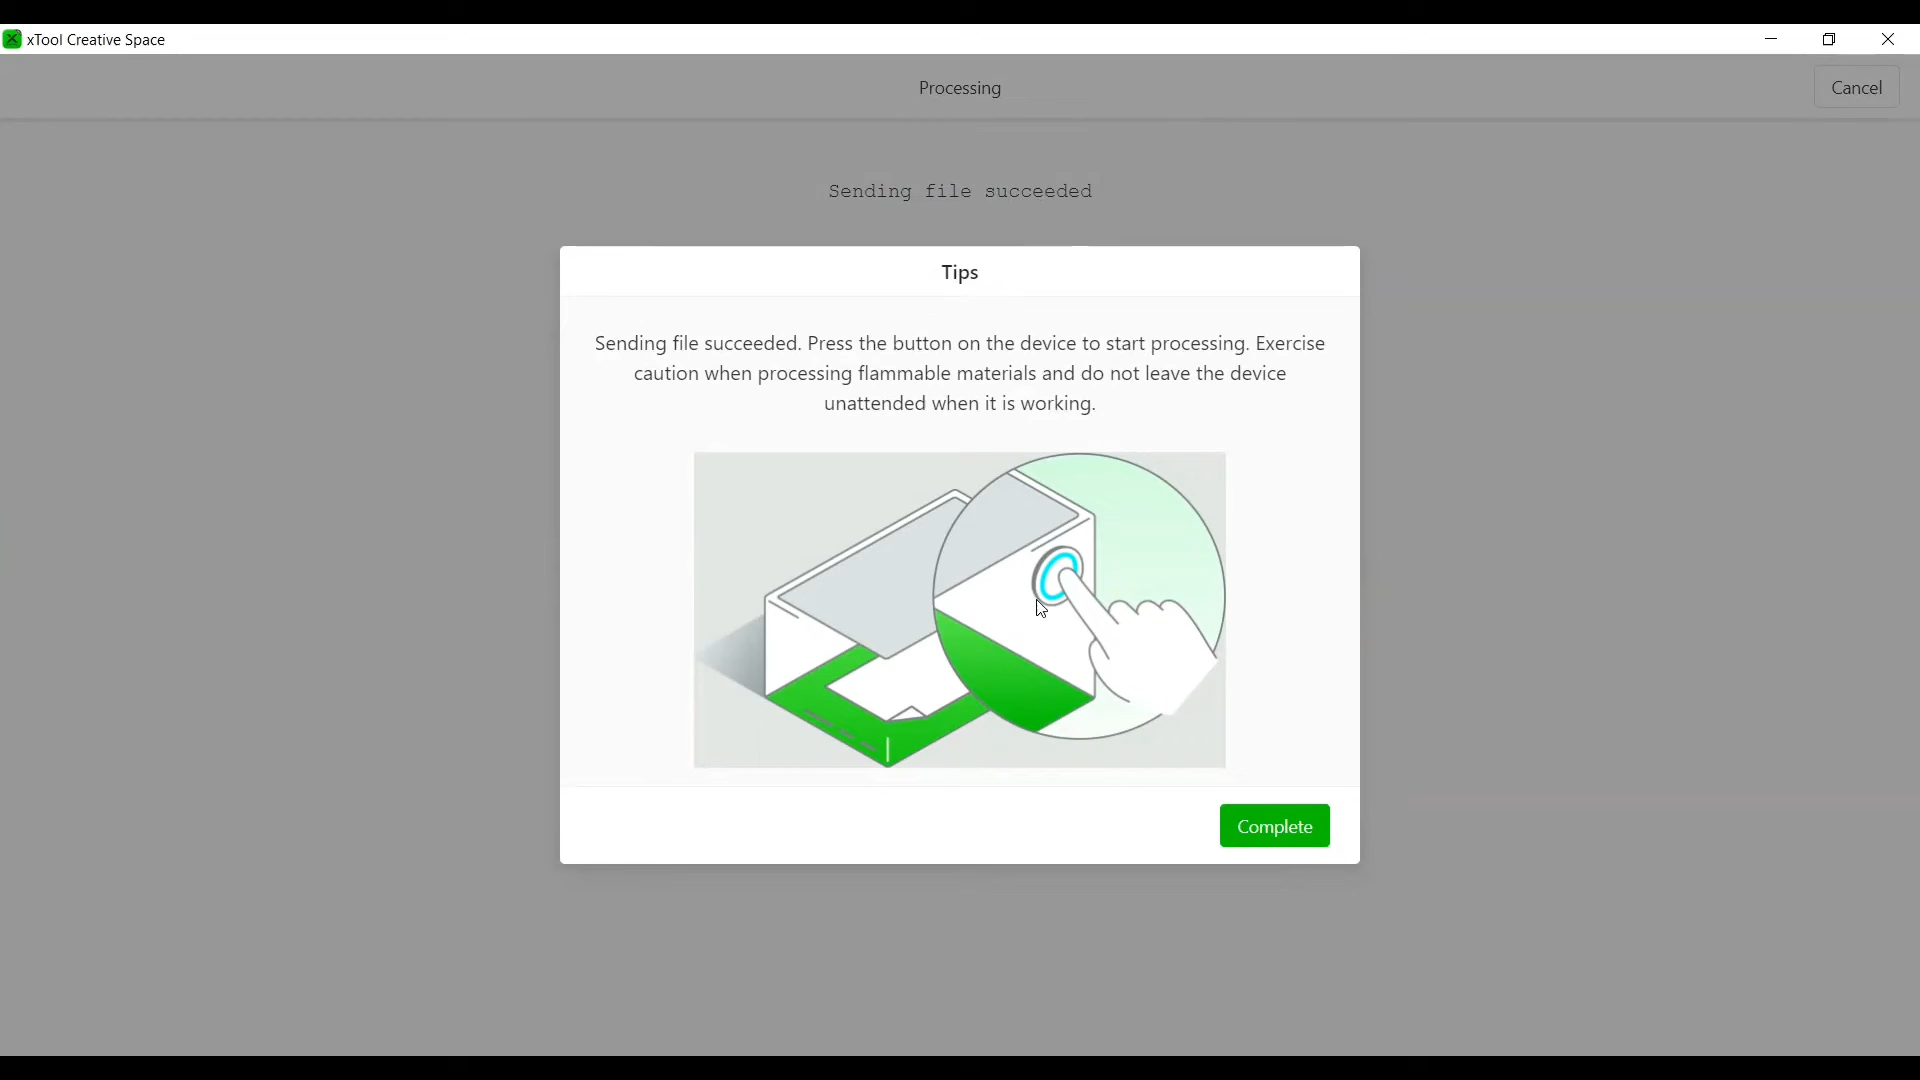 xTool Creative Space
Processing
Cancel
Sending file succeeded
Tips
Sending file succeeded. Press the button on the device to start processing. Exercise
caution when processing flammable materials and do not leave the device
unattended when it is working.
Complete